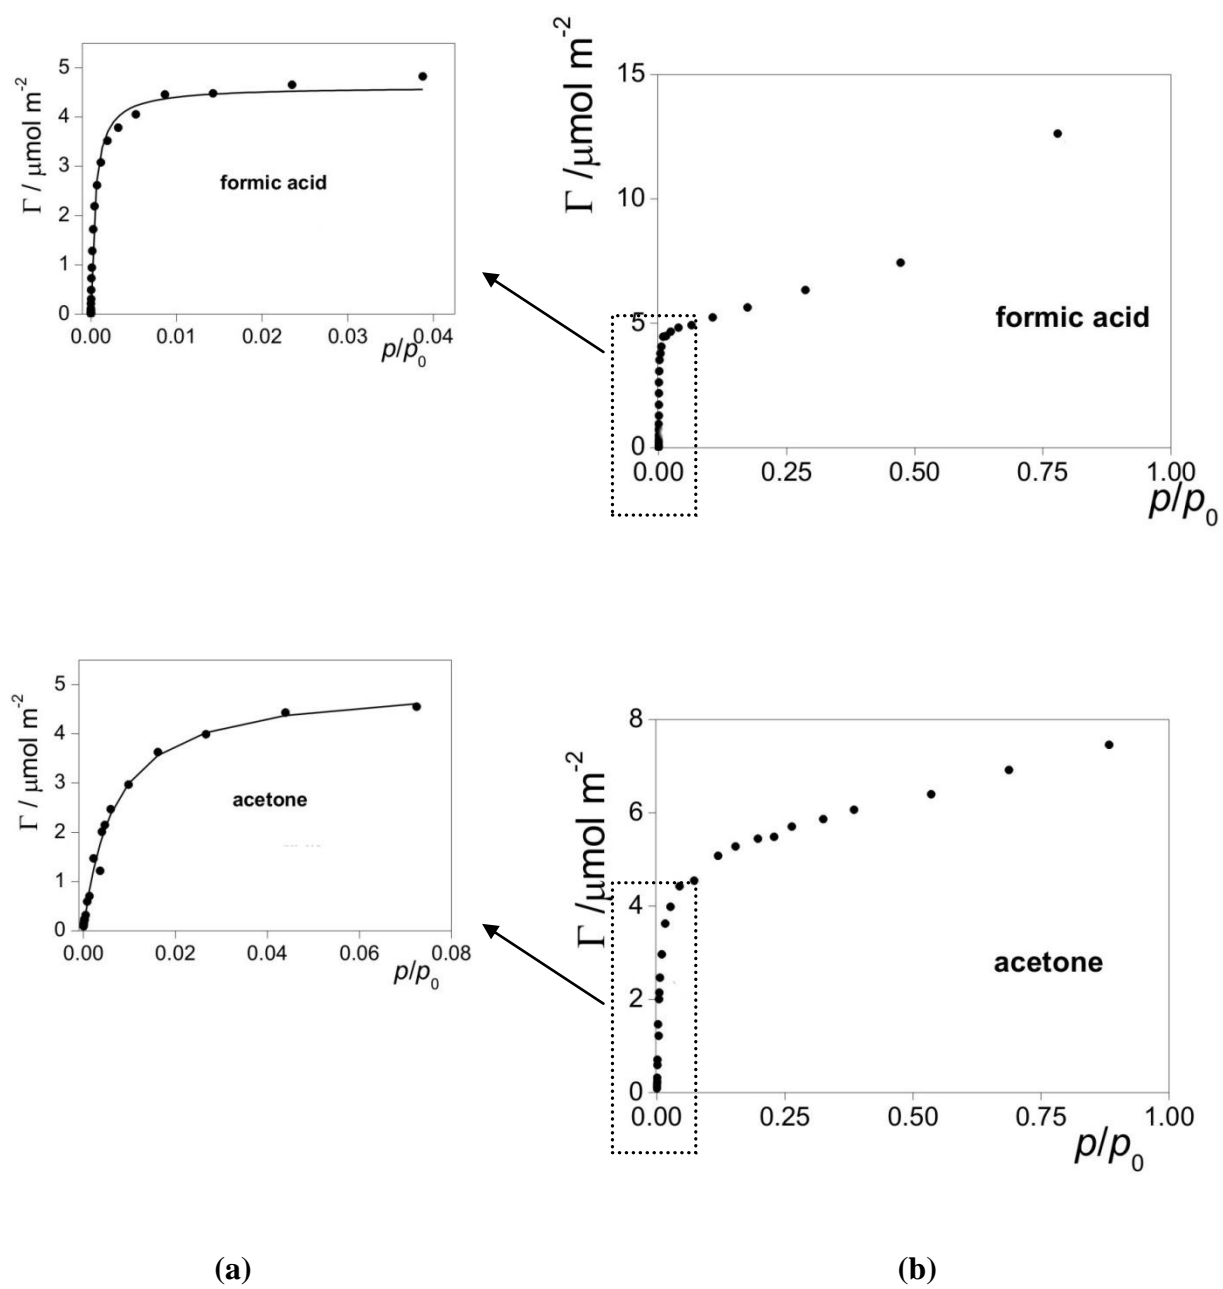 Γ / μmol m-2
5
4
3
2
1
0
formic acid
0.00 0.01 0.02 0.03 0.04
p/p0
Γ /μmol m-2
15
10
5
0
formic acid
0.00 0.25 0.50 0.75 1.00
p/p0
Γ / μmol m-2
5
4
3
2
1
0
acetone
0.00 0.02 0.04 0.06 0.08
p/p0
Γ /μmol m-2
8
6
4
2
0
acetone
0.00 0.25 0.50 0.75 1.00
p/p0
(a) (b)